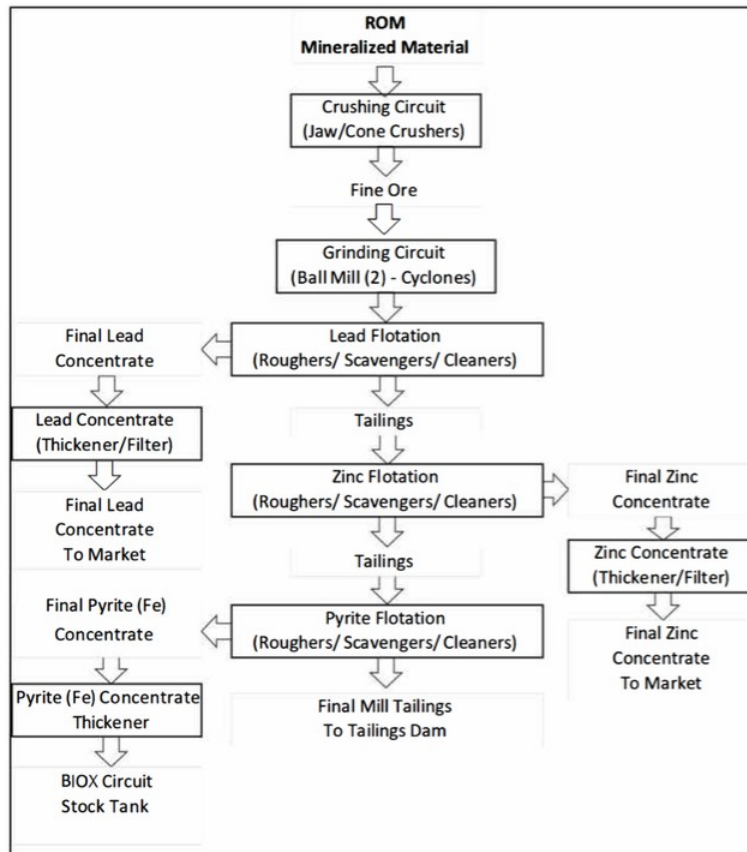 ROM
Mineralized Material
Crushing Circuit
(Jaw/Cone Crushers)
Fine Ore
Grinding Circuit
(Ball Mill (2) - Cyclones)
Final Lead
Concentrate
Lead Flotation
(Roughers/ Scavengers/ Cleaners)
Lead Concentrate
(Thickener/Filter)
Tailings
Final Lead
Concentrate
To Market
Zinc Flotation
(Roughers/ Scavengers/ Cleaners)
Final Zinc
Concentrate
Tailings
Zinc Concentrate
(Thickener/Filter)
Final Pyrite (Fe)
Concentrate
Pyrite Flotation
(Roughers/ Scavengers/ Cleaners)
Final Zinc
Concentrate
To Market
Pyrite (Fe) Concentrate
Thickener
Final Mill Tailings
To Tailings Dam
BIOX Circuit
Stock Tank